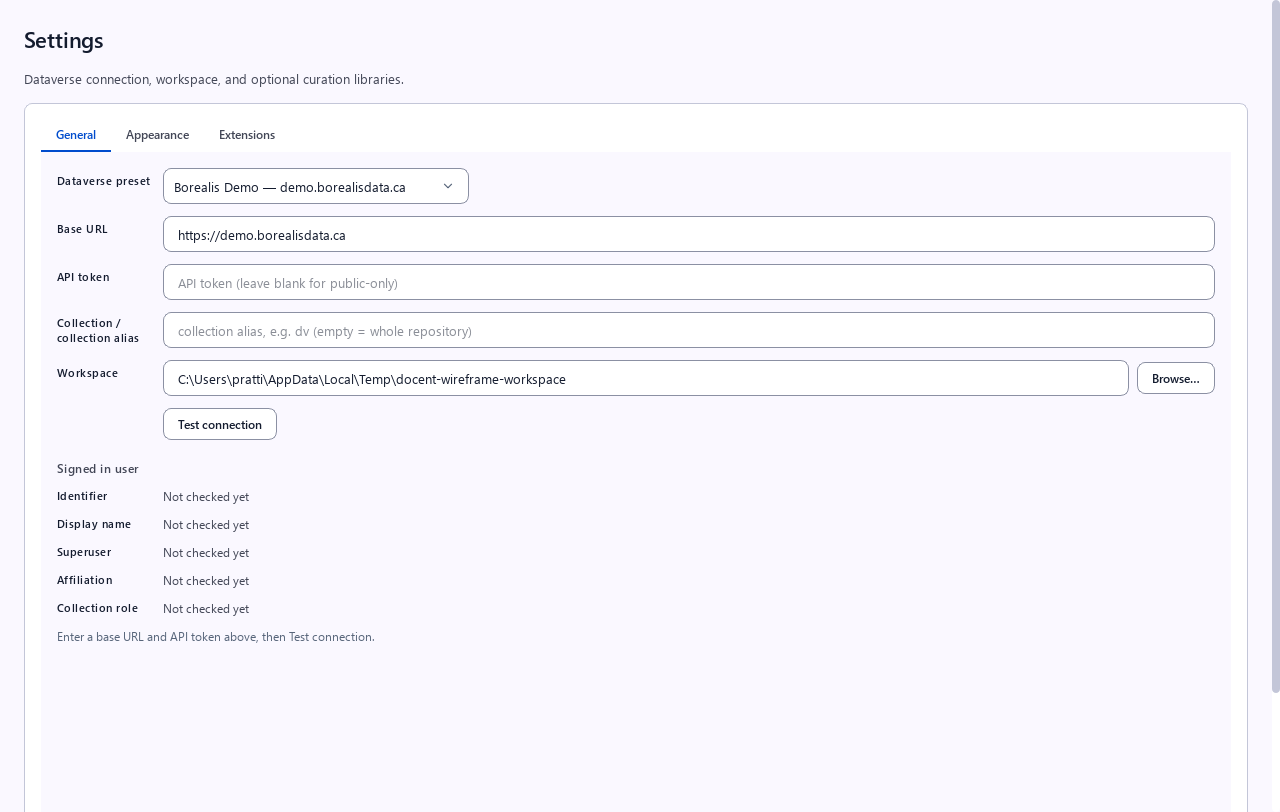 Settings
Dataverse connection, workspace, and optional curation libraries.
General Appearance Extensions
Dataverse preset Borealis Demo — demo.borealisdata.ca
Base URL https://demo.borealisdata.ca
API token API token (leave blank for public-only)
Collection /
collection alias collection alias, e.g. dv (empty = whole repository)
Workspace C:\Users\pratti\AppData\Local\Temp\docent-wireframe-workspace Browse...
Test connection
Signed in user
Identifier Not checked yet
Display name Not checked yet
Superuser Not checked yet
Affiliation Not checked yet
Collection role Not checked yet
Enter a base URL and API token above, then Test connection.